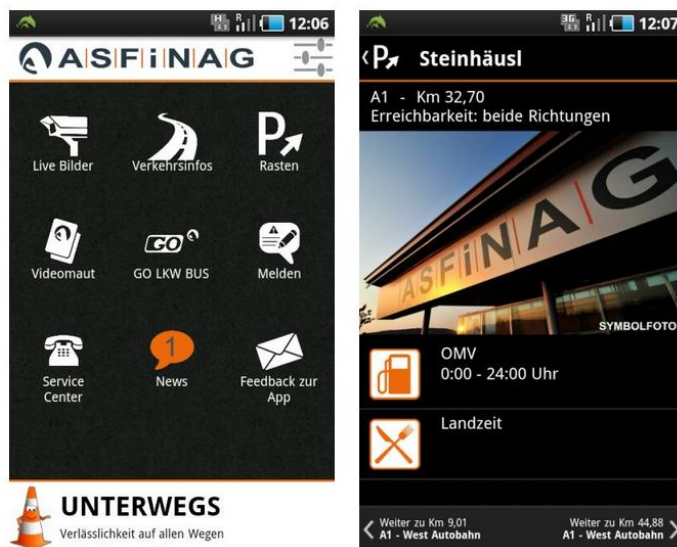 12:06
ASFiNAG
Live Bilder
Verkehrsinfos
Rasten
Videomaut
GO
GO LKW BUS
Melden
1
Service
Center
News
Feedback zur
App
UNTERWEGS
Verlässlichkeit auf allen Wegen
12:07
P Steinhäusl
A1 - Km 32,70
Erreichbarkeit: beide Richtungen
ASFiNAG
SYMBOLFOTO
OMV
0:00 - 24:00 Uhr
Landzeit
Weiter zu Km 9,01
A1 - West Autobahn
Weiter zu Km 44,88
A1 - West Autobahn